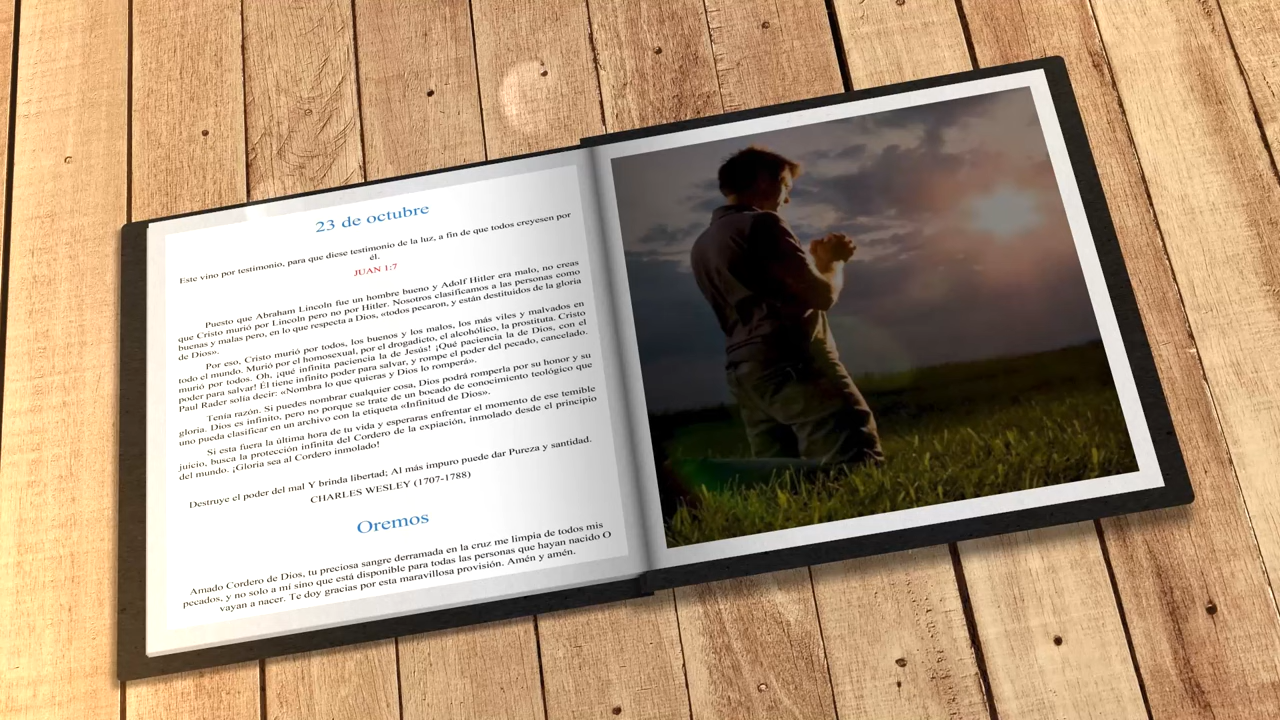 23 de octubre
Este vino por testimonio, para que diese testimonio de la luz, a fin de que todos creyesen por
él.
JUAN 1:7
Puesto que Abraham Lincoln fue un hombre bueno y Adolf Hitler era malo, no creas
que Cristo murió por Lincoln pero no por Hitler. Nosotros clasificamos a las personas como
buenas y malas pero, en lo que respecta a Dios, «todos pecaron, y están destituidos de la gloria
de Dios».
Por eso, Cristo murió por todos, los buenos y los malos, los más viles y malvados en
todo el mundo. Murió por el homosexual, por el drogadicto, el alcohólico, la prostituta. Cristo
murió por todos. Oh, ¡qué infinita paciencia la de Jesús! ¡Qué paciencia la de Dios, con el
poder para salvar! Él tiene infinito poder para salvar, y rompe el poder del pecado, cancelado.
Paul Rader solía decir: «Nombra lo que quieras y Dios lo romperá».
Tenía razón. Si puedes nombrar cualquier cosa, Dios podrá romperla por su honor y su
gloria. Dios es infinito, pero no porque se trate de un bocado de conocimiento teológico que
uno pueda clasificar en un archivo con la etiqueta «Infinitud de Dios».
Si esta fuera la última hora de tu vida y esperaras enfrentar el momento de ese temible
juicio, busca la protección infinita del Cordero de la expiación, inmolado desde el principio
del mundo. ¡Gloria sea al Cordero inmolado!
Destruye el poder del mal Y brinda libertad; Al más impuro puede dar Pureza y santidad.
CHARLES WESLEY (1707-1788)
Oremos
Amado Cordero de Dios, tu preciosa sangre derramada en la cruz me limpia de todos mis
pecados, y no solo a mí sino que está disponible para todas las personas que hayan nacido O
vayan a nacer. Te doy gracias por esta maravillosa provisión. Amén y amén.